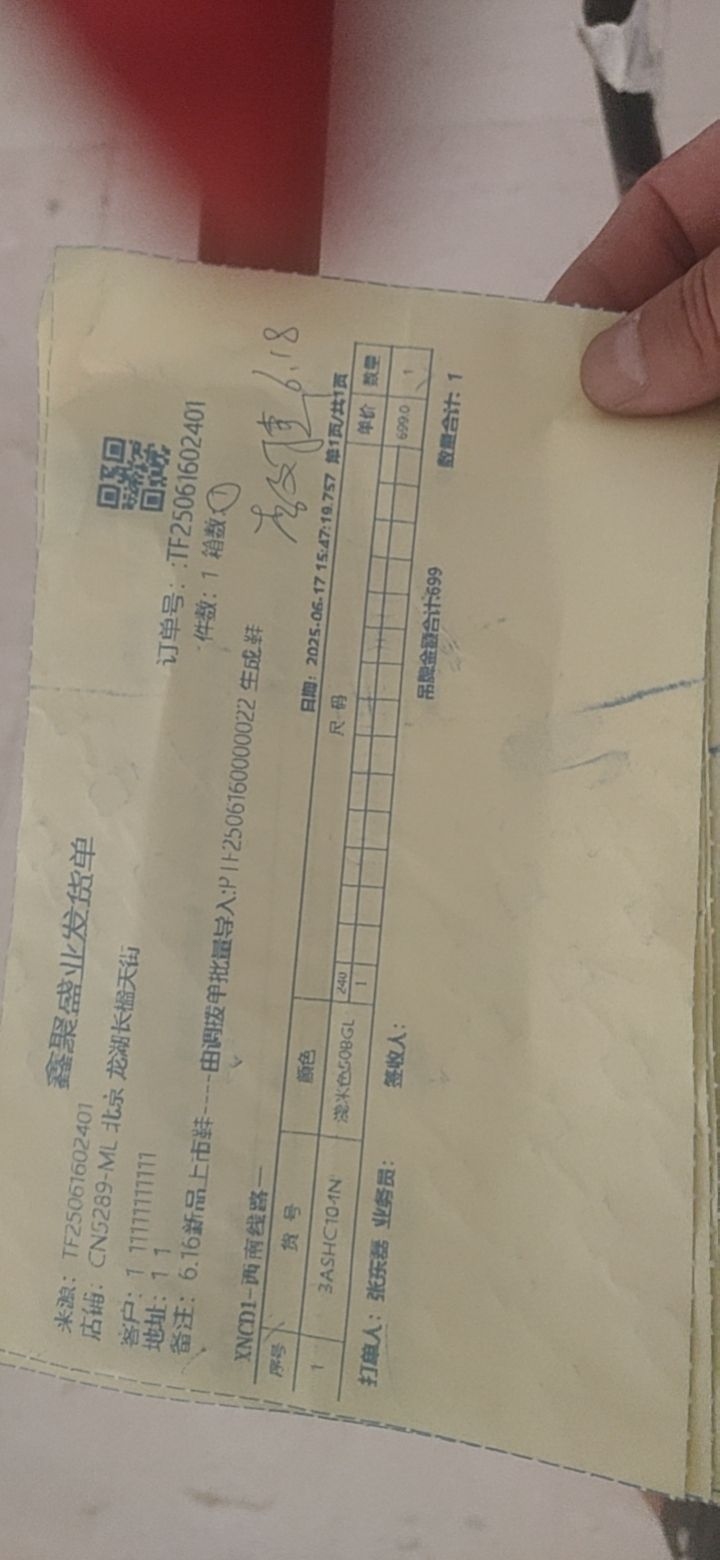 鑫聚盛业发货单
来源: TF25061602401
订单号: :TF25061602401
店铺: CN5289-ML 北京 龙湖长楹天街
件数: 1 箱数: 1
客户: 1 11111111111
地址: 1 1
备注: 6.16新品上市鞋----由调拨单批量导入:PTF250616000000022 生成鞋
6.18
XNCD1-西南线路一
日期: 2025-06-17 15:47:19.757 第1页/共1页
序号 货 号 颜色 尺 码 单价 数量
240
1 3ASHC104N 浅米色508GL 1 699.0 1
打单人: 张东磊 业务员: 签收人: 吊牌金额合计:699 数量合计: 1